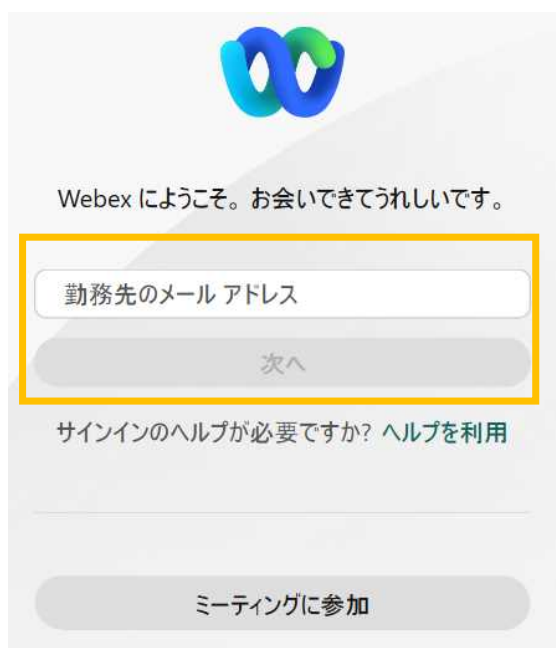 Webex にようこそ。お会いできてうれしいです。
勤務先のメール アドレス
次へ
サインインのヘルプが必要ですか? ヘルプを利用
ミーティングに参加